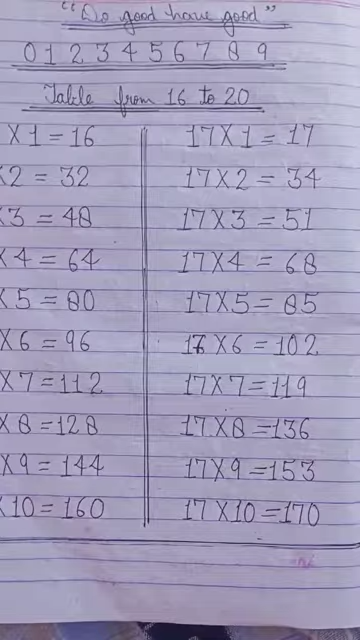 "Do good have good"
0 1 2 3 4 5 6 7 8 9
Table from 16 to 20
X1 = 16
X2 = 32
X3 = 48
X4 = 64
X5 = 80
X6 = 96
X7 = 112
X8 = 128
X9 = 144
X10 = 160
17X1 = 17
17X2 = 34
17X3 = 51
17X4 = 68
17X5 = 85
17X6 = 102
17X7 = 119
17X8 = 136
17X9 = 153
17X10 = 170